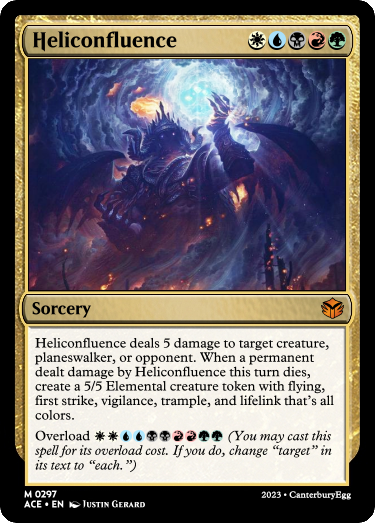 Heliconfluence
Sorcery
Heliconfluence deals 5 damage to target creature,
planeswalker, or opponent. When a permanent
dealt damage by Heliconfluence this turn dies,
create a 5/5 Elemental creature token with flying,
first strike, vigilance, trample, and lifelink that's all
colors.
Overload (You may cast this
spell for its overload cost. If you do, change "target" in
its text to "each.")
M 0297
ACE • EN Justin Gerard
2023 • CanterburyEgg